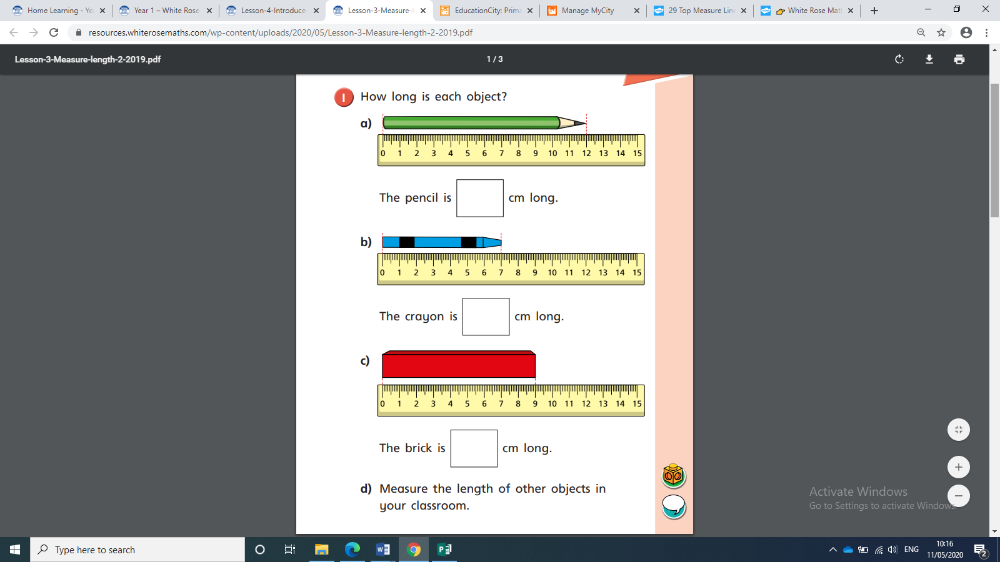 Home Learning - Ye
Year 1 – White Rose
Lesson-4-Introduce-
Lesson-3-Measure-l
EducationCity: Prima
Manage MyCity
29 Top Measure Line
White Rose Mat
resources.whiterosemaths.com/wp-content/uploads/2020/05/Lesson-3-Measure-length-2-2019.pdf
Lesson-3-Measure-length-2-2019.pdf
1 / 3
1 How long is each object?
a)
0 1 2 3 4 5 6 7 8 9 10 11 12 13 14 15
The pencil is cm long.
b)
0 1 2 3 4 5 6 7 8 9 10 11 12 13 14 15
The crayon is cm long.
c)
0 1 2 3 4 5 6 7 8 9 10 11 12 13 14 15
The brick is cm long.
d) Measure the length of other objects in
your classroom.
Activate Windows
Go to Settings to activate Windows.
Type here to search
ENG
10:16
11/05/2020
2